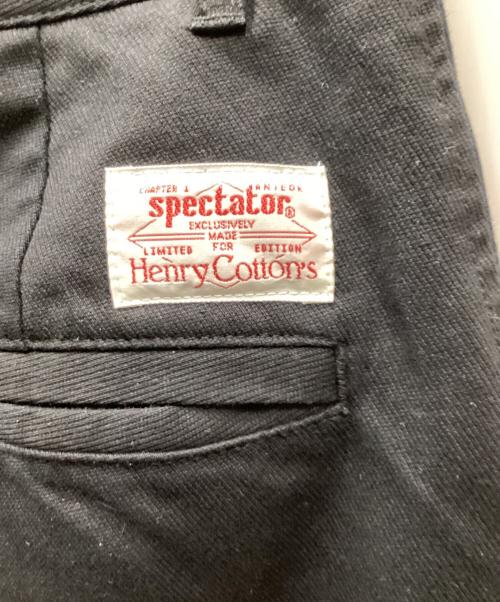 CHAPTER 1
spectator®
EXCLUSIVELY
MADE
LIMITED FOR EDITION
Henry Cotton's